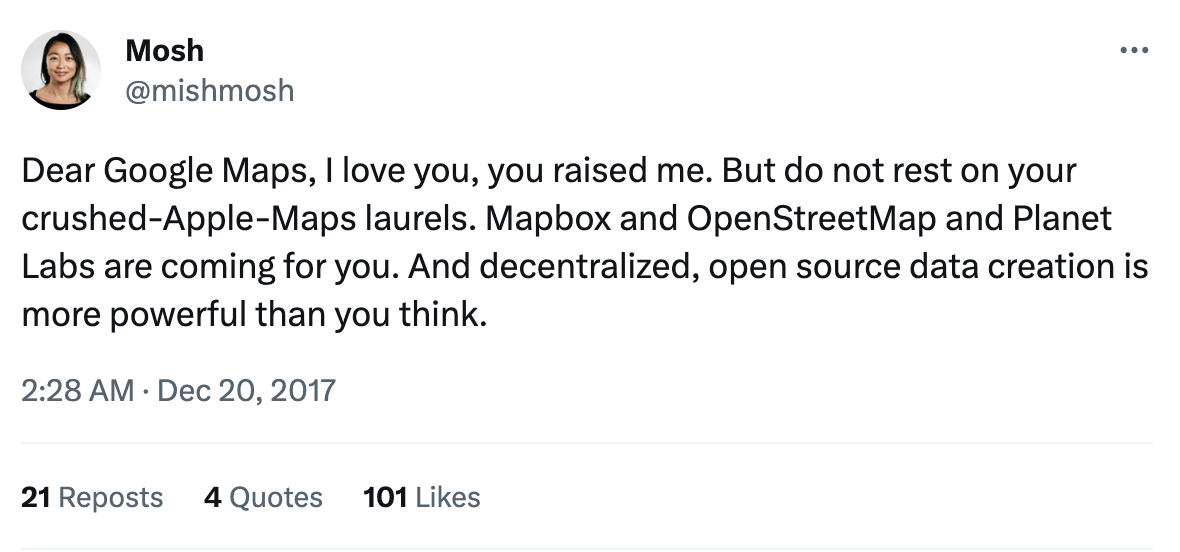 Mosh
@mishmosh
Dear Google Maps, I love you, you raised me. But do not rest on your
crushed-Apple-Maps laurels. Mapbox and OpenStreetMap and Planet
Labs are coming for you. And decentralized, open source data creation is
more powerful than you think.
2:28 AM · Dec 20, 2017
21 Reposts 4 Quotes 101 Likes